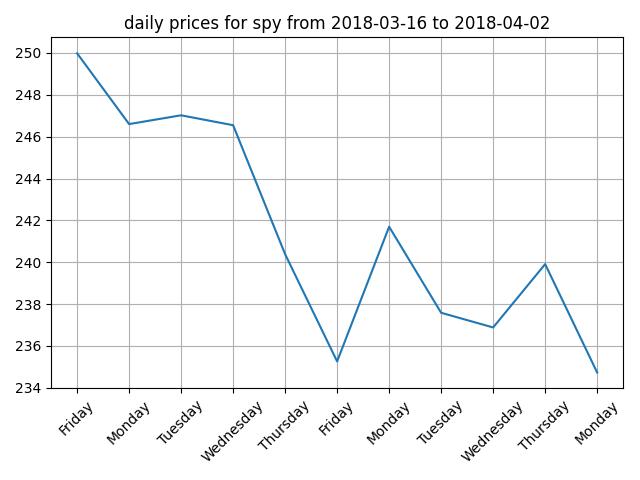 daily prices for spy from 2018-03-16 to 2018-04-02
250
248
246
244
242
240
238
236
234
Friday
Monday
Tuesday
Wednesday
Thursday
Friday
Monday
Tuesday
Wednesday
Thursday
Monday